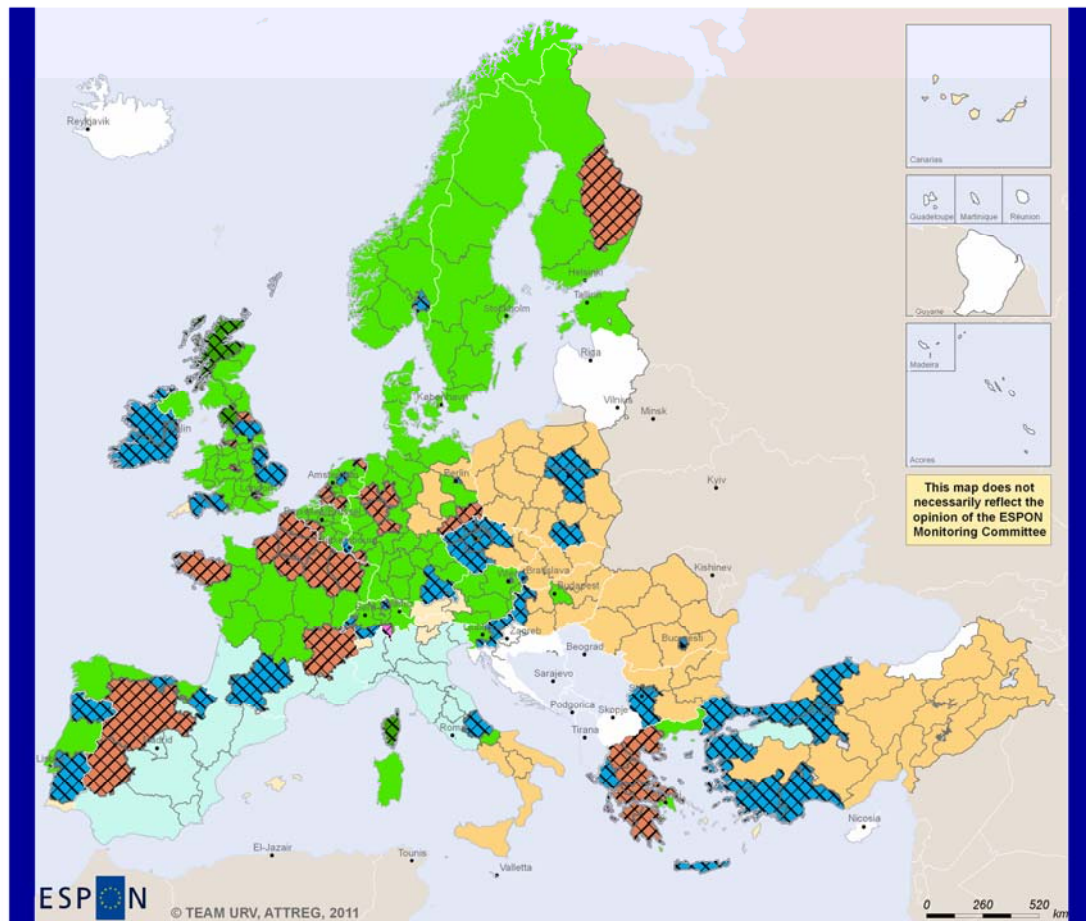 Reykjavik
Canarias
Guadeloupe
Martinique
Réunion
Guyane
Madeira
Acores
This map does not
necessarily reflect the
opinion of the ESPON
Monitoring Committee
Helsinki
Tallinn
Stockholm
Riga
København
Vilnius
Minsk
Berlin
Kyiv
Kishinev
Bratislava
Budapest
Zagreb
Bucuresti
Beograd
Sarajevo
Podgorica
Skopje
Roma
Tirana
Nicosia
El-Jazair
Tounis
Valletta
ESPON
© TEAM URV, ATTREG, 2011
0 260 520
km